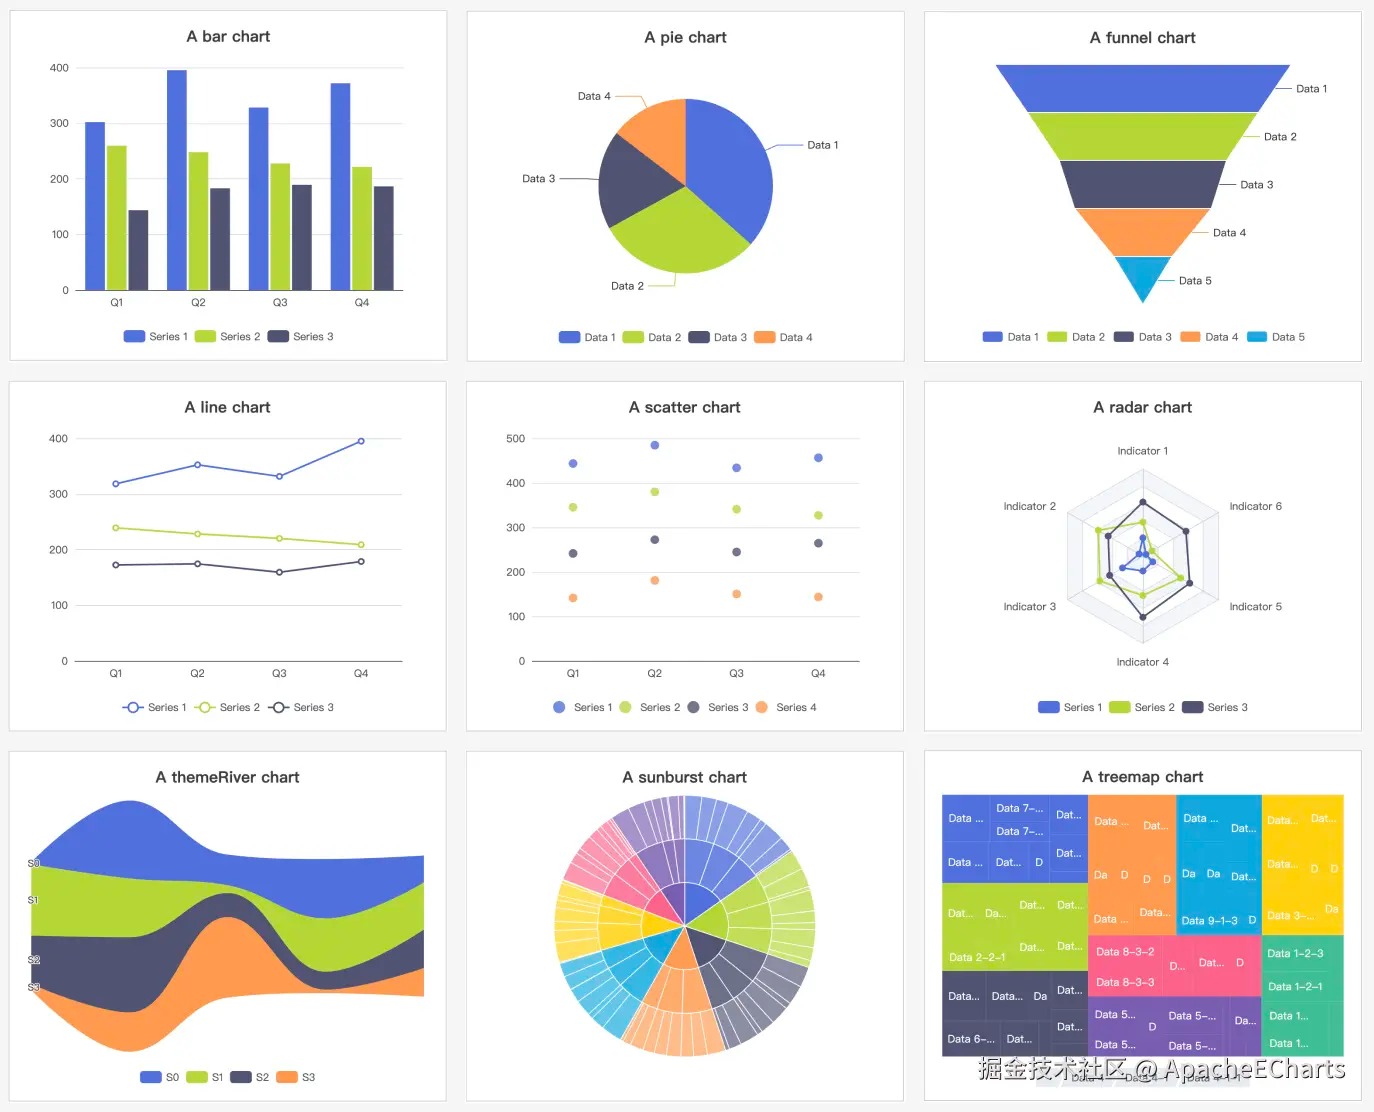 A bar chart
400
300
200
100
0
Q1 Q2 Q3 Q4
Series 1 Series 2 Series 3
A pie chart
Data 4
Data 1
Data 3
Data 2
Data 1 Data 2 Data 3 Data 4
A funnel chart
Data 1
Data 2
Data 3
Data 4
Data 5
Data 1 Data 2 Data 3 Data 4 Data 5
A line chart
400
300
200
100
0
Q1 Q2 Q3 Q4
Series 1 Series 2 Series 3
A scatter chart
500
400
300
200
100
0
Q1 Q2 Q3 Q4
Series 1 Series 2 Series 3 Series 4
A radar chart
Indicator 1
Indicator 2 Indicator 6
Indicator 3 Indicator 5
Indicator 4
Series 1 Series 2 Series 3
A themeRiver chart
S0
S1
S2
S3
S0 S1 S2 S3
A sunburst chart
A treemap chart
Data ... Data 7-... Dat...
Data 7-...
Data ... Dat... D Dat...
Dat... Da... Dat... Dat...
Data 2-2-1 Dat... Dat...
Data... Data... Da Dat...
Data 6-... Dat... Dat...
Data ... Dat...
Da D D D
Data ... Data...
Data ... Dat...
Da Da Dat...
Data 9-1-3 D
Data... Dat...
Data... D D
Data 3-... Da
Data 8-3-2 D... Dat... D
Data 8-3-3
Data 5... D Data 5-... Da...
Data 5... Data 5-...
Data 1-2-3
Data 1-2-1
Data 1...
Data 1...
Data 4 Data 4-1 Data 4-1-1
掘金技术社区 @ ApacheECharts